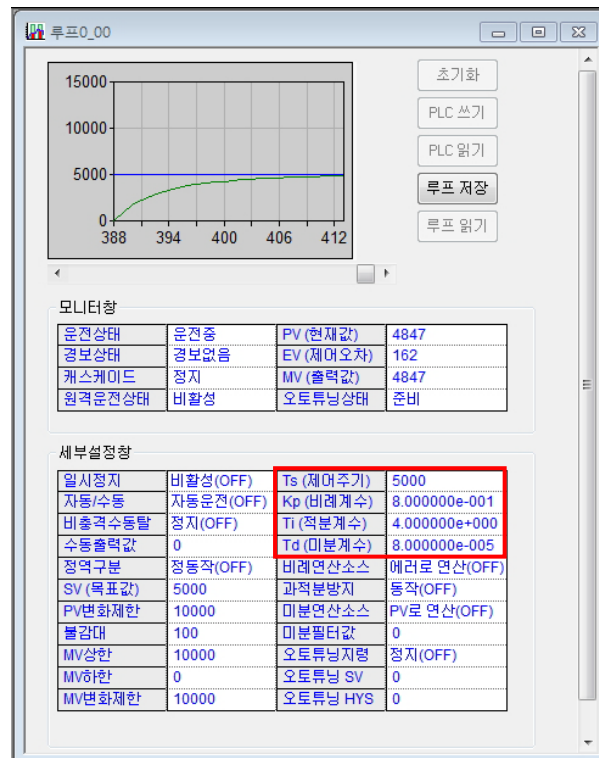 루프0_00
15000
10000
5000
0
388 394 400 406 412
초기화
PLC 쓰기
PLC 읽기
루프 저장
루프 읽기
모니터창
운전상태 운전중 PV (현재값) 4847
경보상태 경보없음 EV (제어오차) 162
캐스케이드 정지 MV (출력값) 4847
원격운전상태 비활성 오토튜닝상태 준비
세부설정창
일시정지 비활성(OFF) Ts (제어주기) 5000
자동/수동 자동운전(OFF) Kp (비례계수) 8.000000e-001
비충격수동탈 정지(OFF) Ti (적분계수) 4.000000e+000
수동출력값 0 Td (미분계수) 8.000000e-005
정역구분 정동작(OFF) 비례연산소스 에러로 연산(OFF)
SV (목표값) 5000 과적분방지 동작(OFF)
PV변화제한 10000 미분연산소스 PV로 연산(OFF)
불감대 100 미분필터값 0
MV상한 10000 오토튜닝지령 정지(OFF)
MV하한 0 오토튜닝 SV 0
MV변화제한 10000 오토튜닝 HYS 0